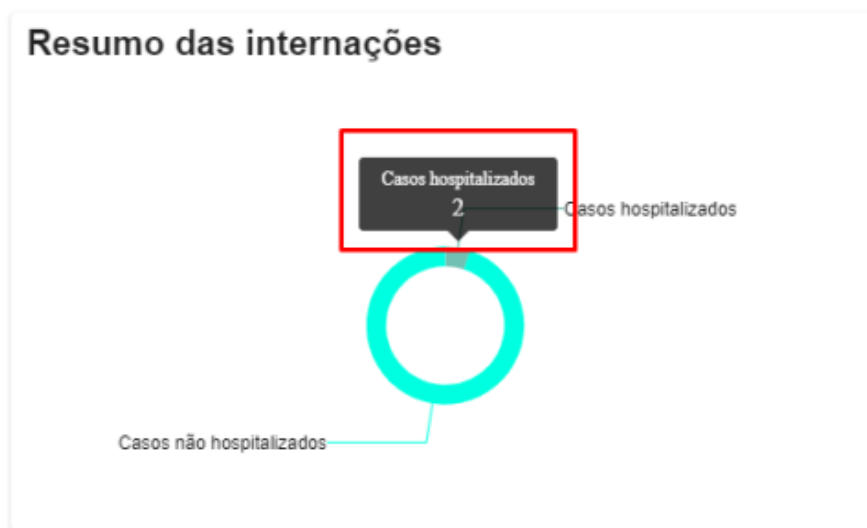 Resumo das internações
Casos hospitalizados
2
Casos hospitalizados
Casos não hospitalizados